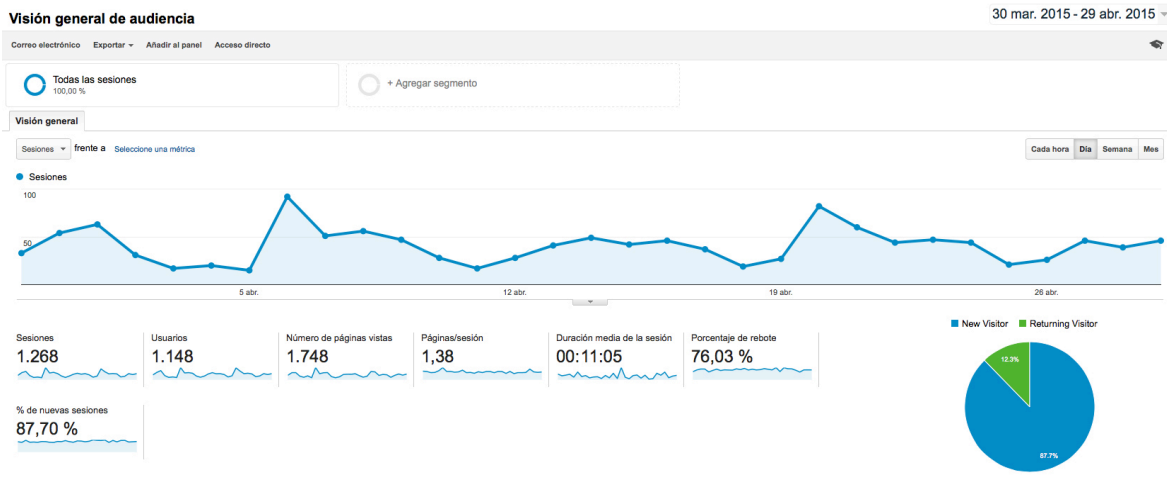 Visión general de audiencia
30 mar. 2015 - 29 abr. 2015
Correo electrónico Exportar Añadir al panel Acceso directo
Todas las sesiones
100,00 %
+ Agregar segmento
Visión general
Sesiones frente a Seleccione una métrica
Cada hora Día Semana Mes
Sesiones
100
50
5 abr. 12 abr. 19 abr. 26 abr.
New Visitor Returning Visitor
Sesiones
1.268
Usuarios
1.148
Número de páginas vistas
1.748
Páginas/sesión
1,38
Duración media de la sesión
00:11:05
Porcentaje de rebote
76,03 %
% de nuevas sesiones
87,70 %
12.3%
87.7%